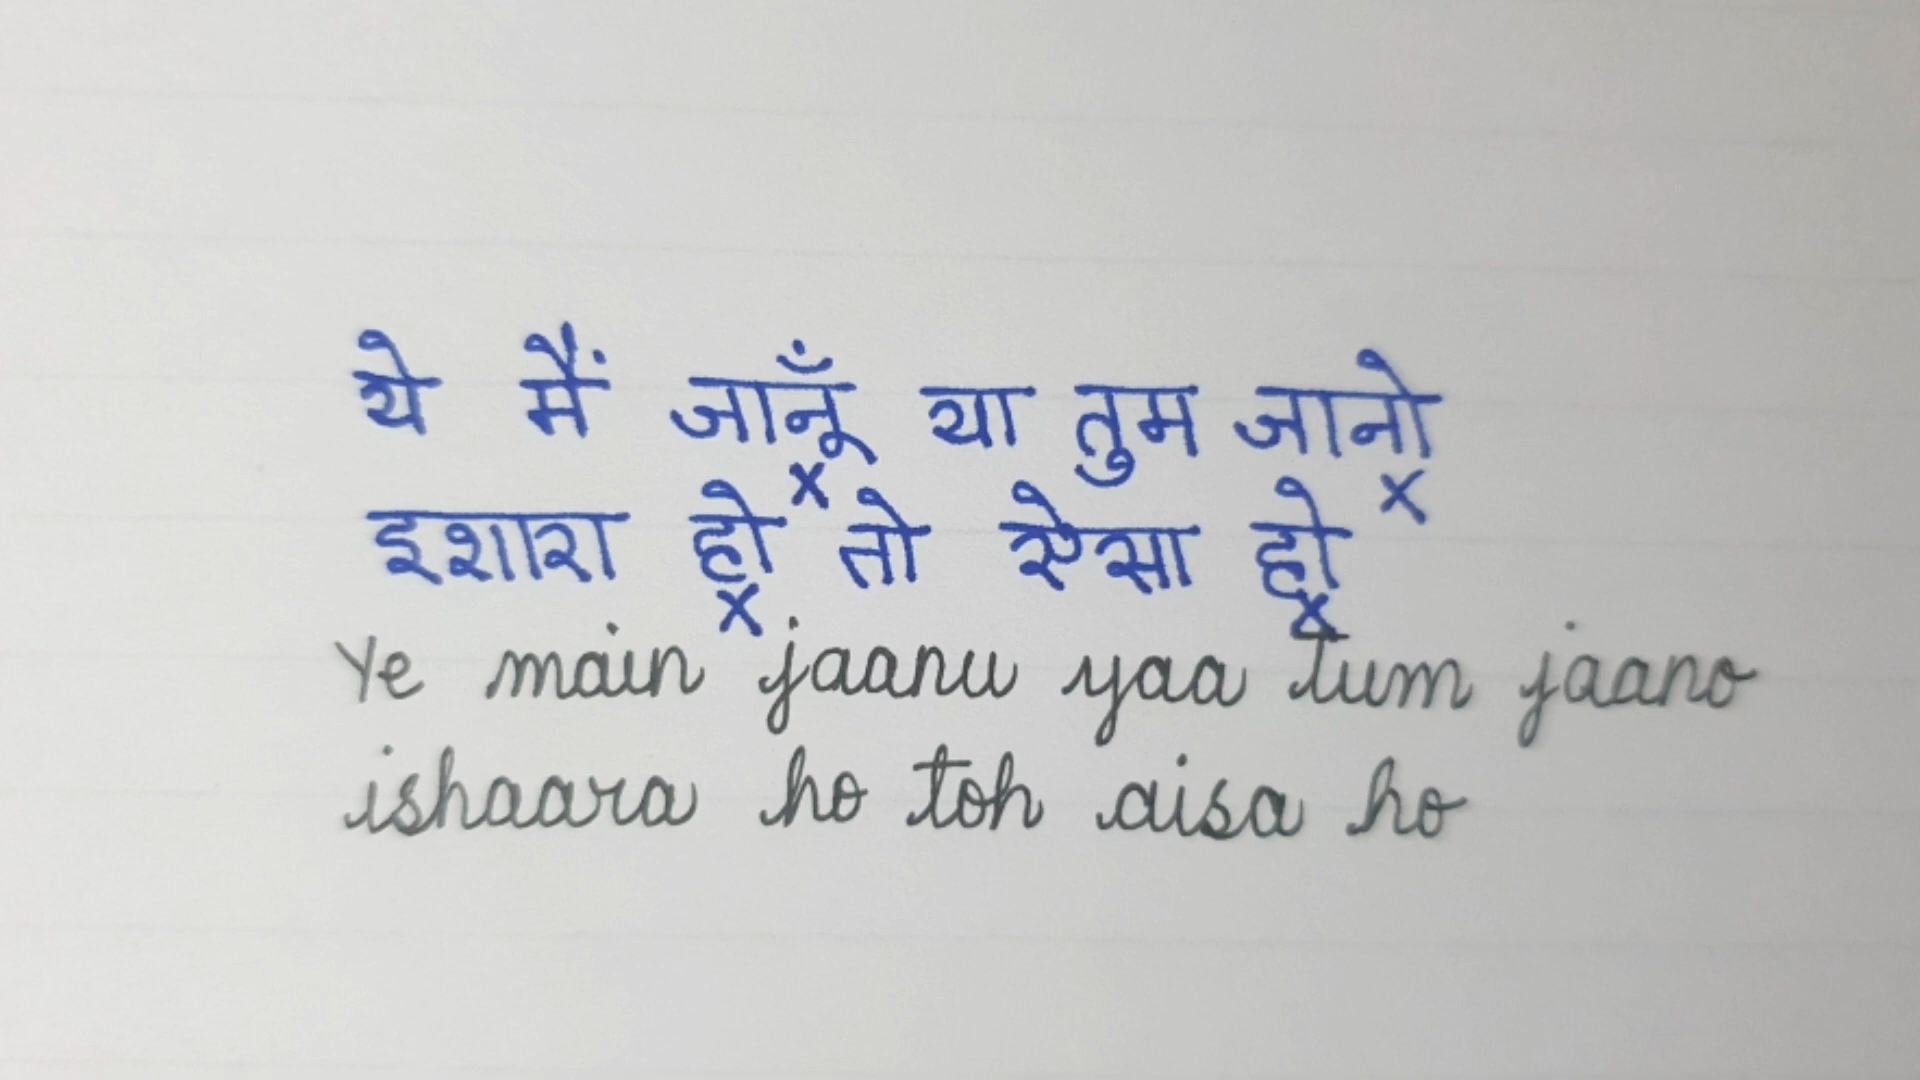 ये मैं जानूँ या तुम जानो
x x
इशारा हो तो ऐसा हो
x x
Ye main jaanu yaa tum jaano
ishaara ho toh aisa ho